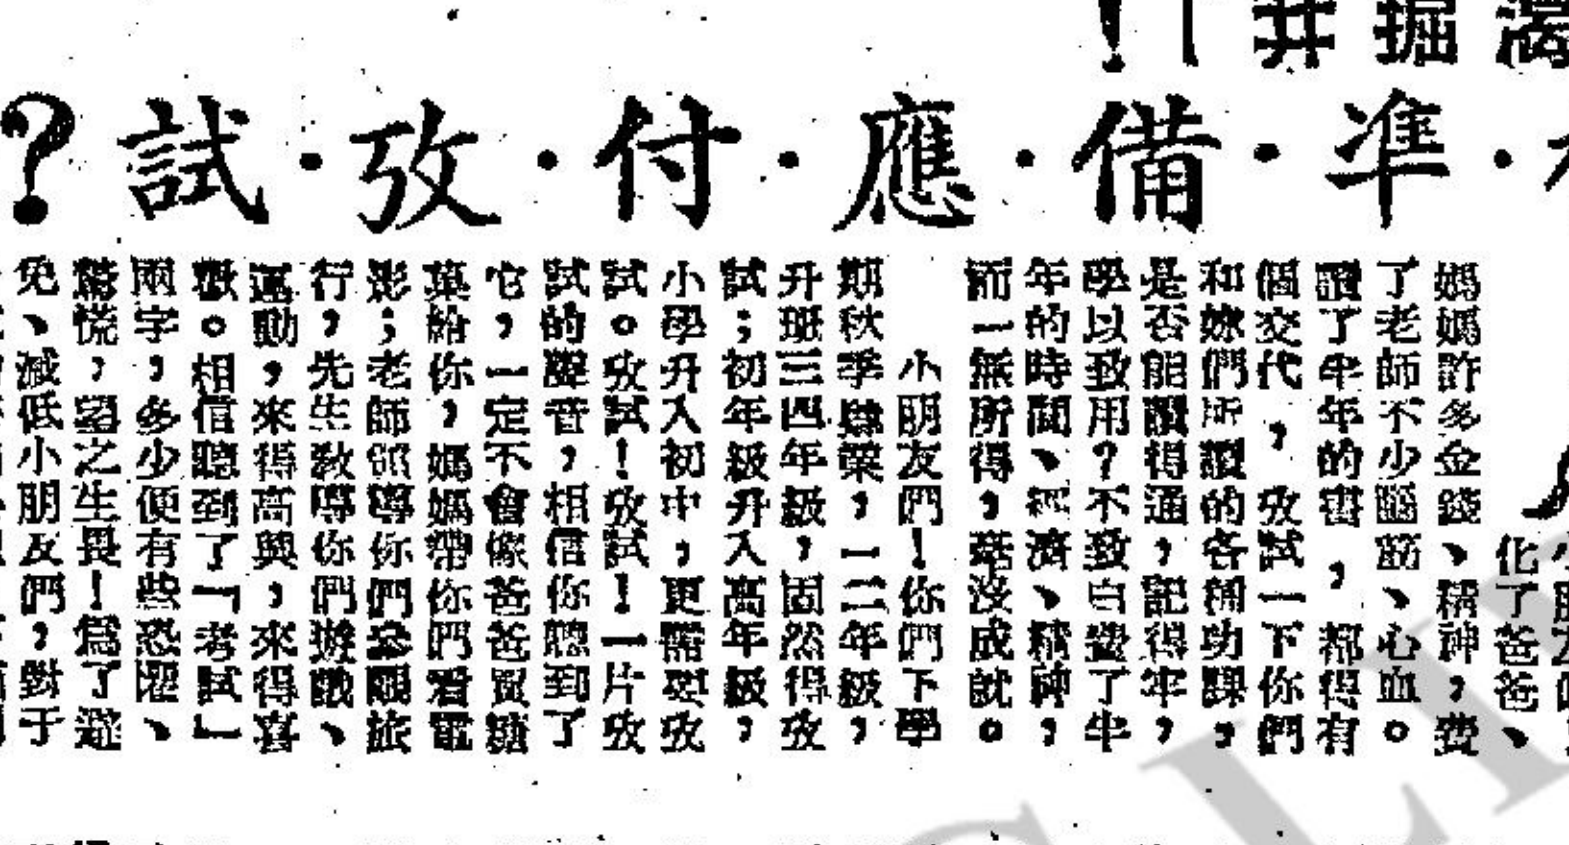 掘井
準·備·應·付·攷·試？
化了爸爸、
媽媽許多金錢、精神，費
了老師不少腦筋、心血。
讀了半年的書，都得有
個交代，攷試一下你們
和妳們所讀的各種功課，
是否能讀得通，記得牢，
學以致用？不致白費了半
年的時間、經濟、精神，
而一無所得，毫沒成就。
小朋友們！你們下學
期秋季肄業，一二年級，
升班三四年級，固然得攷
試；初年級升入高年級，
小學升入初中，更需要攷
試。攷試！攷試！一片攷
試的聲音，相信你聽到了
它，一定不會像爸爸買糖
菓給你，媽媽帶你們看電
影；老師領導你們參觀旅
行，先生教導你們遊戲、
運動，來得高興，來得喜
歡。相信聽到了「考試」
兩字，多少便有些恐懼、
驚慌，望之生畏！為了避
免、減低小朋友們，對于